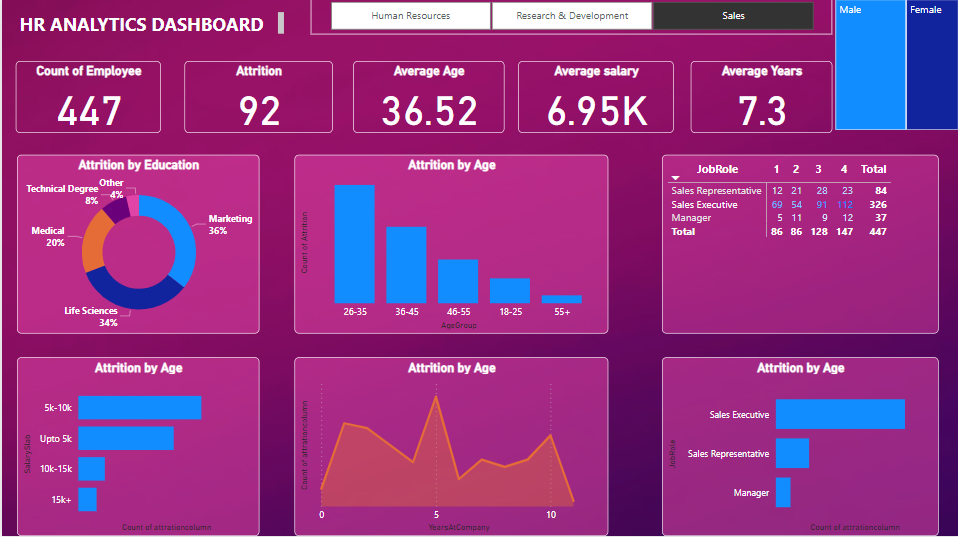 HR ANALYTICS DASHBOARD
Human Resources
Research & Development
Sales
Male
Female
Count of Employee
447
Attrition
92
Average Age
36.52
Average salary
6.95K
Average Years
7.3
Attrition by Education
Other
4%
Technical Degree
8%
Marketing
36%
Medical
20%
Life Sciences
34%
Attrition by Age
Count of Attrition
26-35 36-45 46-55 18-25 55+
AgeGroup
JobRole 1 2 3 4 Total
Sales Representative 12 21 28 23 84
Sales Executive 69 54 91 112 326
Manager 5 11 9 12 37
Total 86 86 128 147 447
Attrition by Age
SalarySlab
5k-10k
Upto 5k
10k-15k
15k+
Count of attrationcolumn
Attrition by Age
Count of attrationcolumn
0 5 10
YearsAtCompany
Attrition by Age
JobRole
Sales Executive
Sales Representative
Manager
Count of attrationcolumn